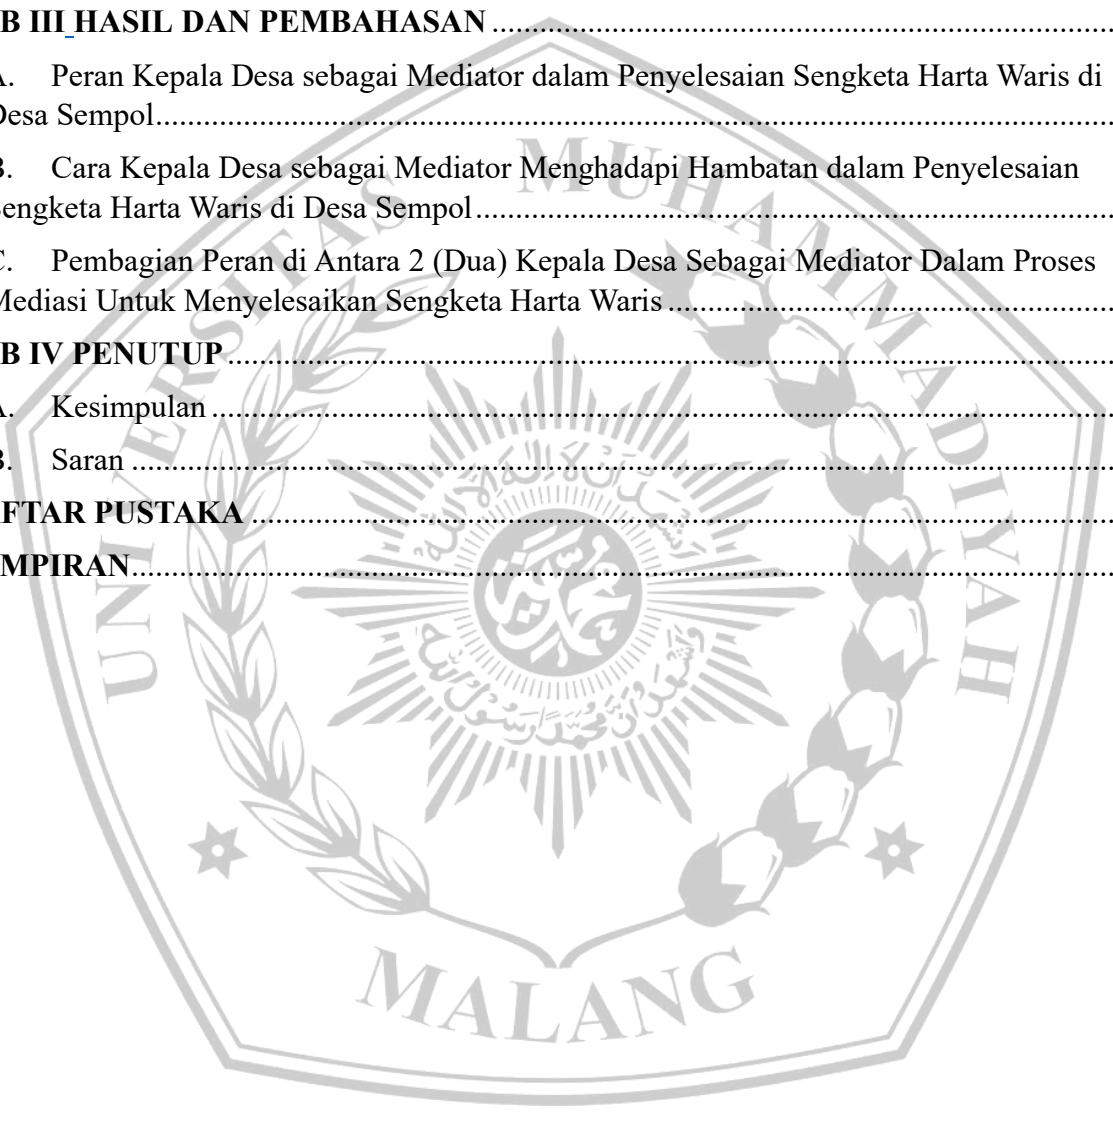 B III HASIL DAN PEMBAHASAN
A. Peran Kepala Desa sebagai Mediator dalam Penyelesaian Sengketa Harta Waris di
Desa Sempol
B. Cara Kepala Desa sebagai Mediator Menghadapi Hambatan dalam Penyelesaian
Sengketa Harta Waris di Desa Sempol
C. Pembagian Peran di Antara 2 (Dua) Kepala Desa Sebagai Mediator Dalam Proses
Mediasi Untuk Menyelesaikan Sengketa Harta Waris
B IV PENUTUP
A. Kesimpulan
B. Saran
FTAR PUSTAKA
MPIRAN
UNIVERSITAS MUHAMMADIYAH
MALANG